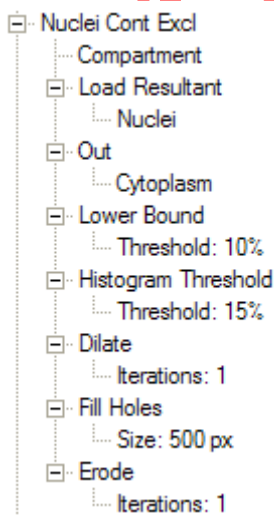 Nuclei Cont Excl
Compartment
Load Resultant
Nuclei
Out
Cytoplasm
Lower Bound
Threshold: 10%
Histogram Threshold
Threshold: 15%
Dilate
Iterations: 1
Fill Holes
Size: 500 px
Erode
Iterations: 1